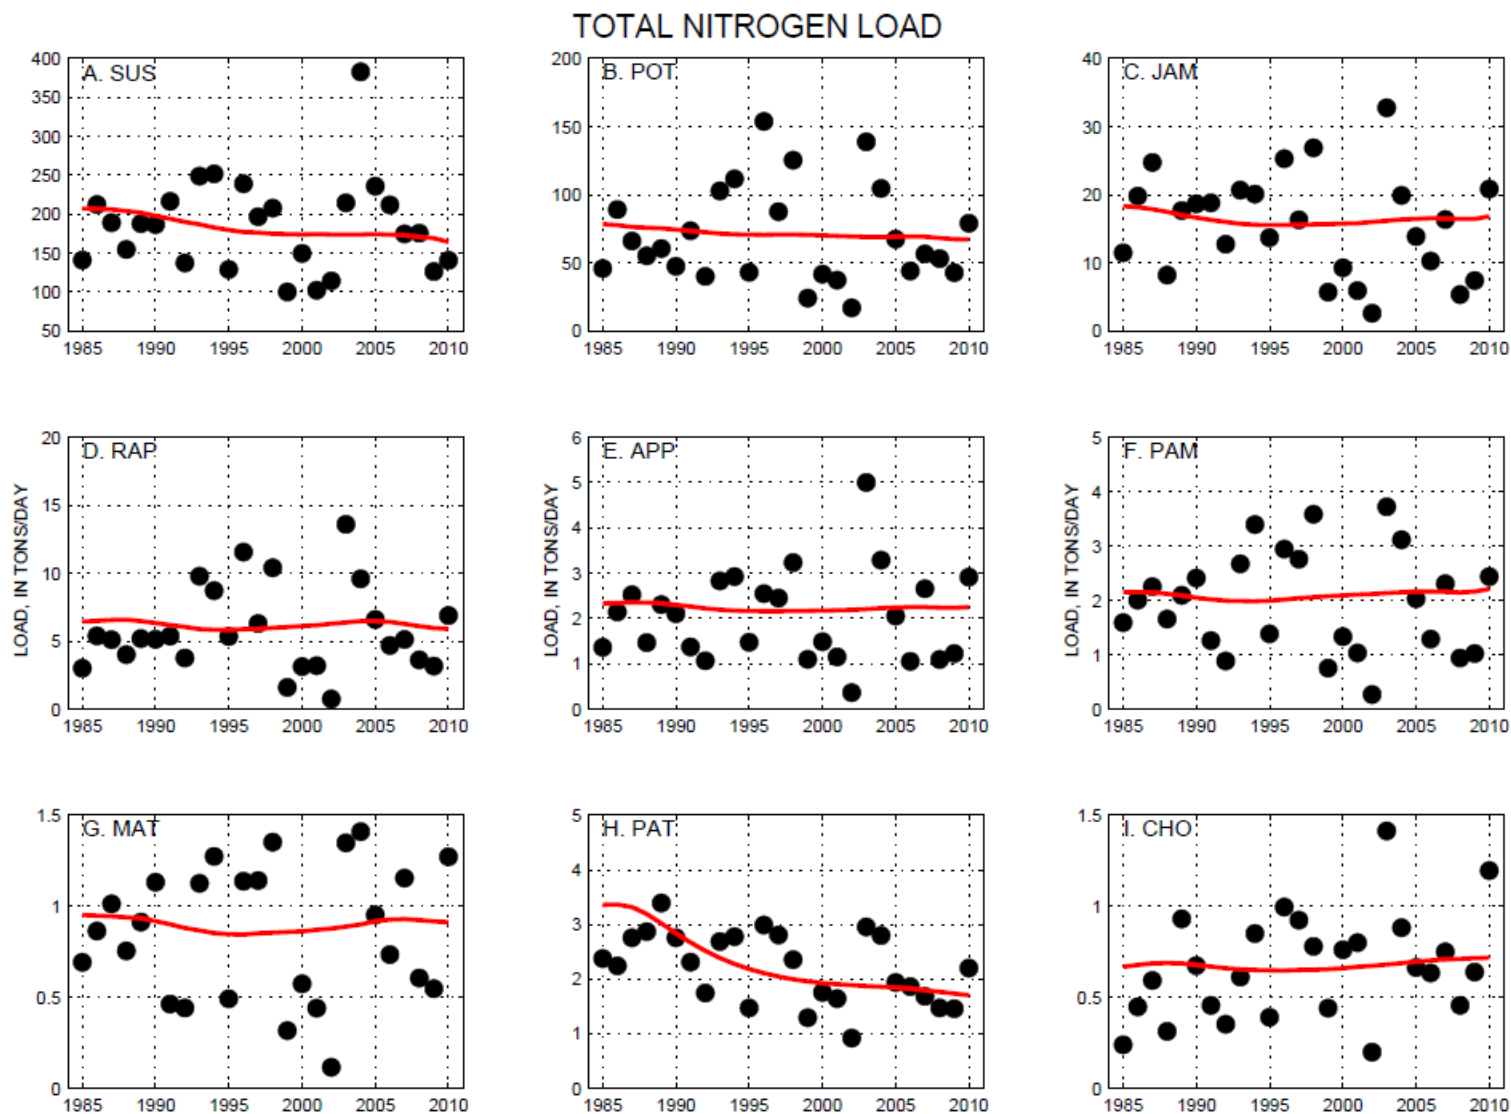 TOTAL NITROGEN LOAD
A. SUS
400
350
300
250
200
150
100
50
1985 1990 1995 2000 2005 2010
B. POT
200
150
100
50
0
1985 1990 1995 2000 2005 2010
C. JAM
40
30
20
10
0
1985 1990 1995 2000 2005 2010
D. RAP
LOAD, IN TONS/DAY
20
15
10
5
0
1985 1990 1995 2000 2005 2010
E. APP
LOAD, IN TONS/DAY
6
5
4
3
2
1
0
1985 1990 1995 2000 2005 2010
F. PAM
LOAD, IN TONS/DAY
5
4
3
2
1
0
1985 1990 1995 2000 2005 2010
G. MAT
1.5
1
0.5
0
1985 1990 1995 2000 2005 2010
H. PAT
5
4
3
2
1
0
1985 1990 1995 2000 2005 2010
I. CHO
1.5
1
0.5
0
1985 1990 1995 2000 2005 2010